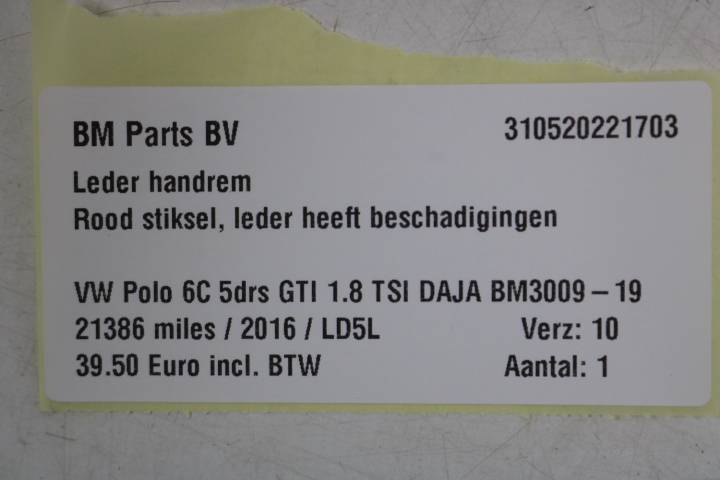 BM Parts BV 310520221703
Leder handrem
Rood stiksel, leder heeft beschadigingen
VW Polo 6C 5drs GTI 1.8 TSI DAJA BM3009 – 19
21386 miles / 2016 / LD5L Verz: 10
39.50 Euro incl. BTW Aantal: 1